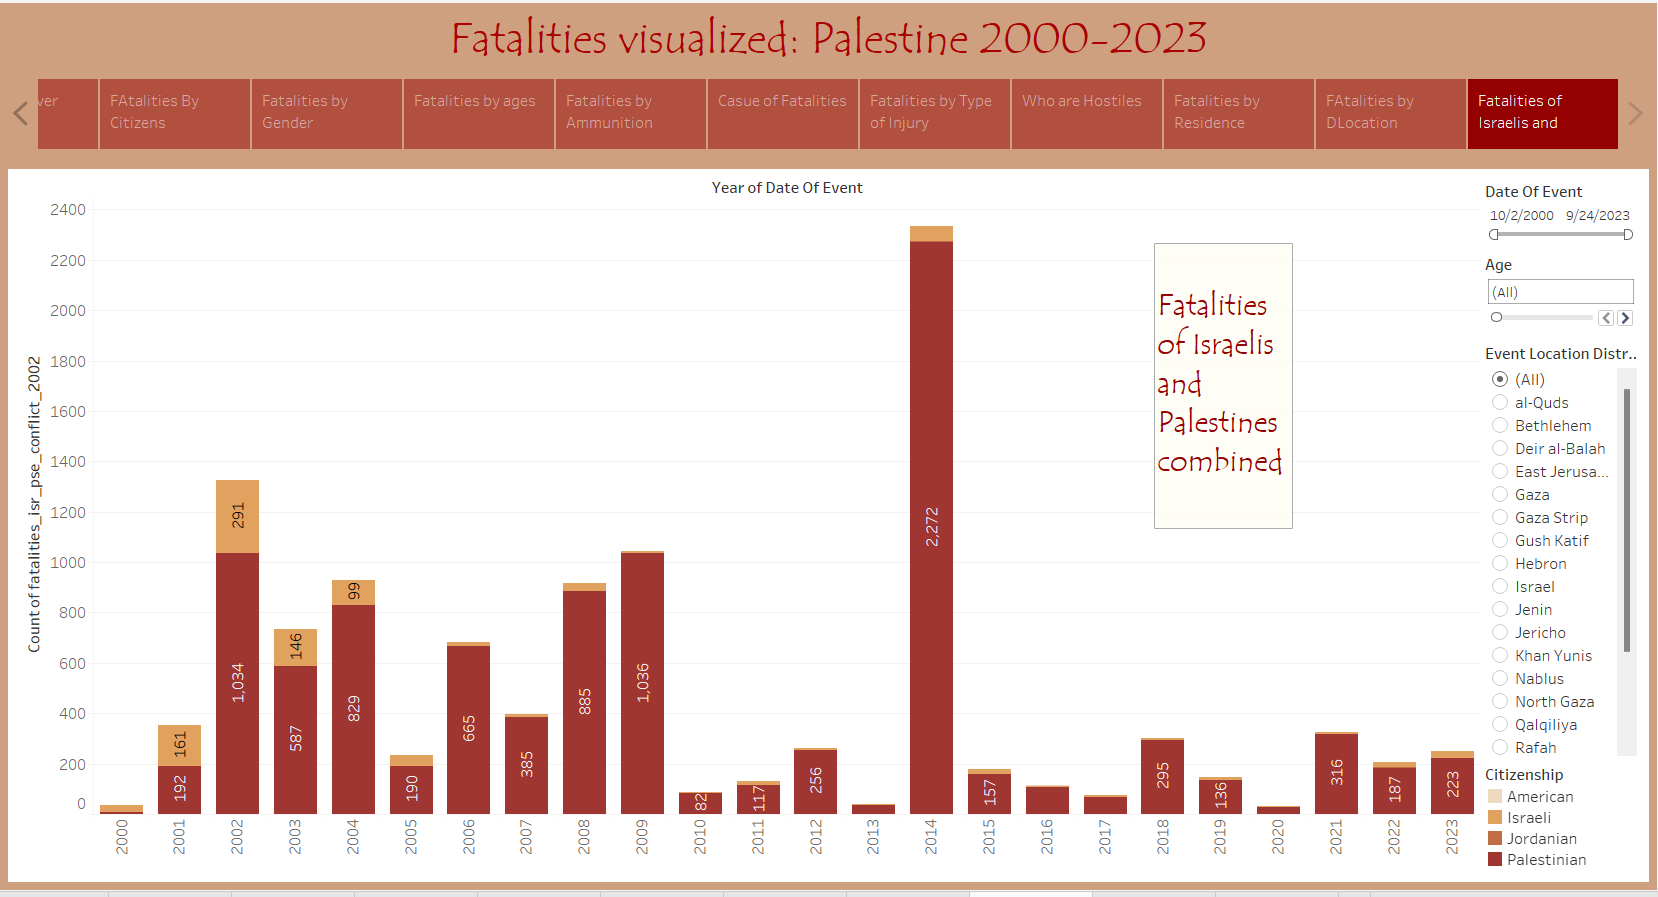 Fatalities visualized: Palestine 2000-2023
ver
FAtalities By
Citizens
Fatalities by
Gender
Fatalities by ages
Fatalities by
Ammunition
Casue of Fatalities
Fatalities by Type
of Injury
Who are Hostiles
Fatalities by
Residence
FAtalities by
DLocation
Fatalities of
Israelis and
Year of Date Of Event
Count of fatalities_isr_pse_conflict_2002
2400
2200
2000
1800
1600
1400
1200
1000
800
600
400
200
0
161
192
291
1,034
146
587
99
829
190
665
385
885
1,036
82
117
256
2,272
157
295
136
316
187
223
2000
2001
2002
2003
2004
2005
2006
2007
2008
2009
2010
2011
2012
2013
2014
2015
2016
2017
2018
2019
2020
2021
2022
2023
Fatalities
of Israelis
and
Palestines
combined
Date Of Event
10/2/2000 9/24/2023
Age
(All)
Event Location Distr..
(All)
al-Quds
Bethlehem
Deir al-Balah
East Jerusa...
Gaza
Gaza Strip
Gush Katif
Hebron
Israel
Jenin
Jericho
Khan Yunis
Nablus
North Gaza
Qalqiliya
Rafah
Citizenship
American
Israeli
Jordanian
Palestinian